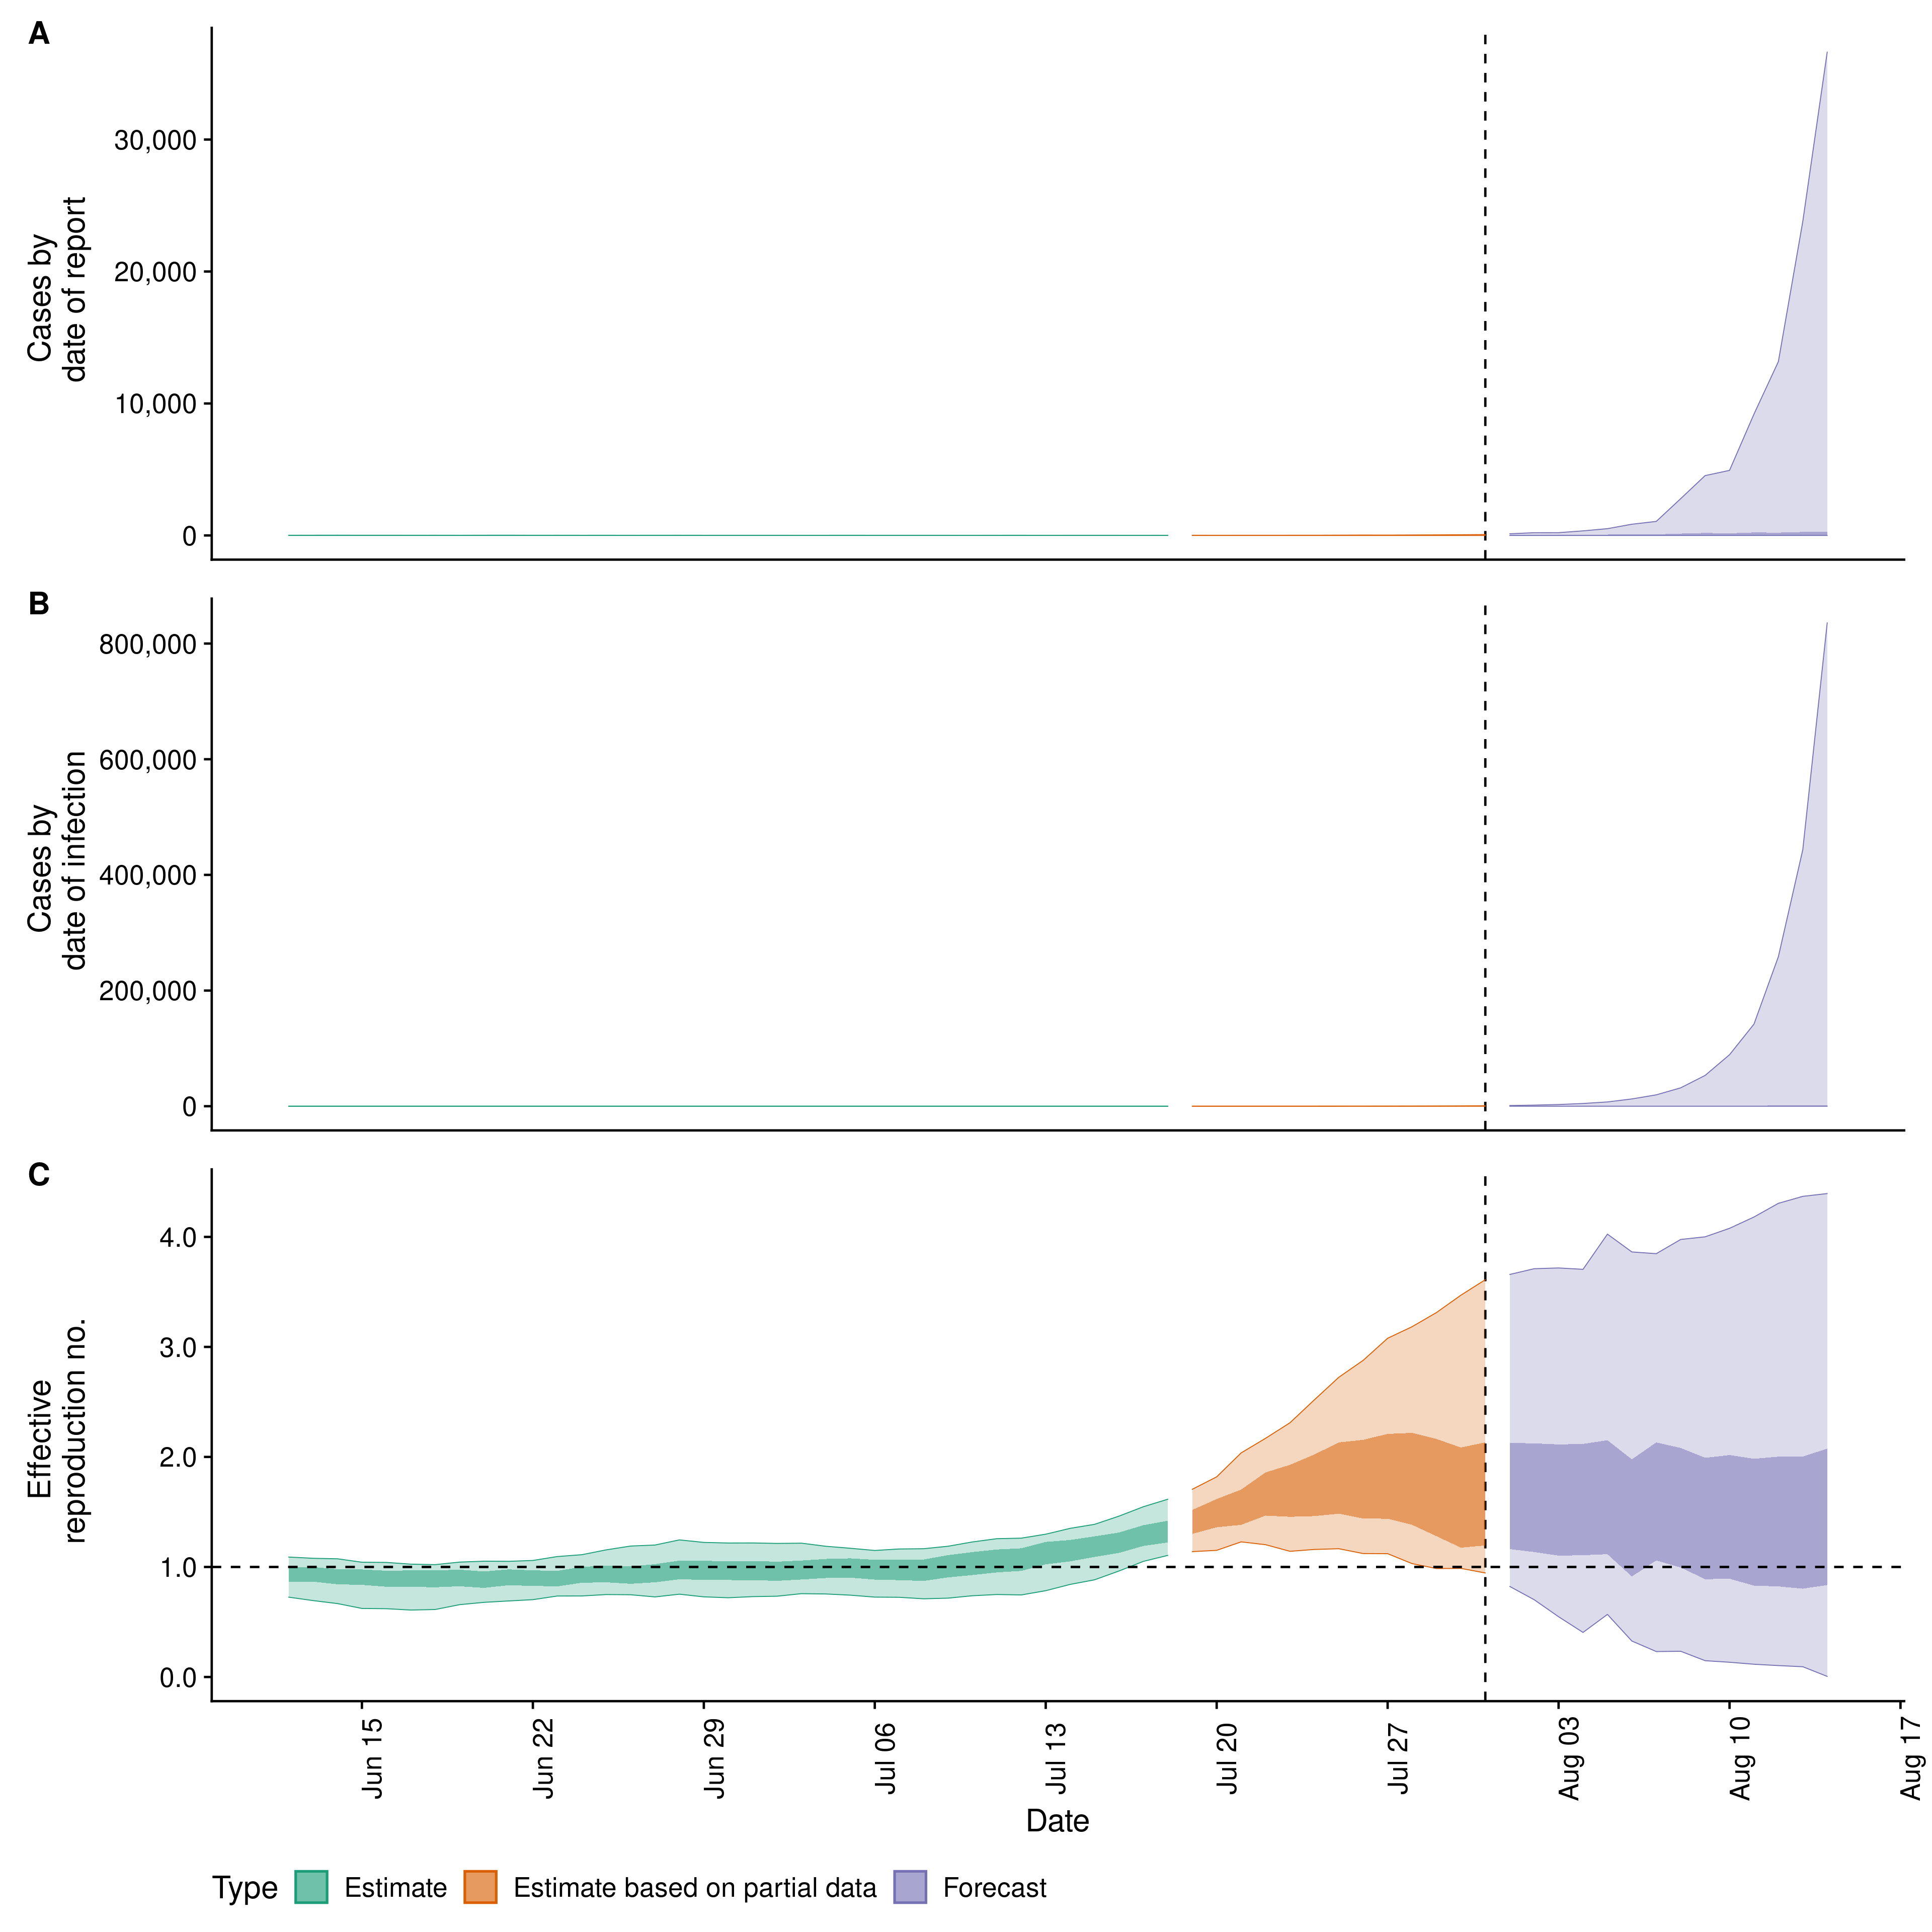 A
Cases by
date of report
30,000
20,000
10,000
0
B
Cases by
date of infection
800,000
600,000
400,000
200,000
0
C
Effective
reproduction no.
4.0
3.0
2.0
1.0
0.0
Jun 15
Jun 22
Jun 29
Jul 06
Jul 13
Jul 20
Jul 27
Aug 03
Aug 10
Aug 17
Date
Type Estimate Estimate based on partial data Forecast